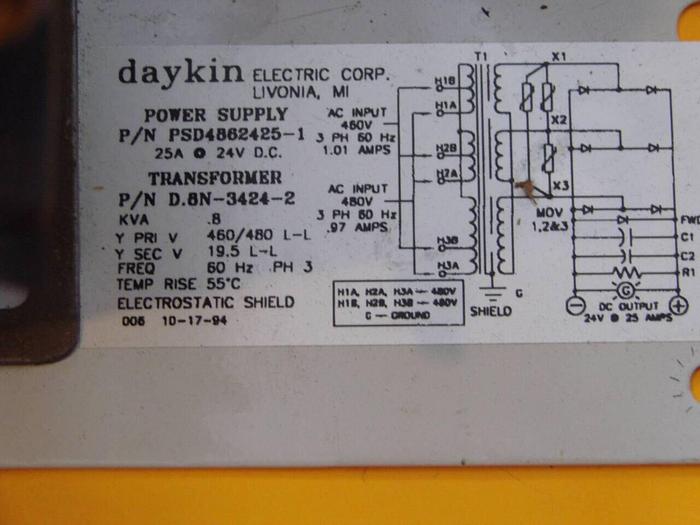 daykin ELECTRIC CORP.
LIVONIA, MI
POWER SUPPLY
P/N PSD4862425-1
25A @ 24V D.C.
TRANSFORMER
P/N D.8N-3424-2
KVA .8
Y PRI V 460/480 L-L
Y SEC V 19.5 L-L
FREQ 60 Hz PH 3
TEMP RISE 55°C
ELECTROSTATIC SHIELD
006 10-17-94
AC INPUT
460V
3 PH 60 Hz
1.01 AMPS
AC INPUT
480V
3 PH 60 Hz
.97 AMPS
H1B
H1A
H2B
H2A
H3B
H3A
H1A, H2A, H3A — 480V
H1B, H2B, H3B — 460V
G — GROUND
T1
X1
X2
X3
MOV
1,2&3
G
SHIELD
FWD
C1
C2
R1
G
− DC OUTPUT +
24V @ 25 AMPS